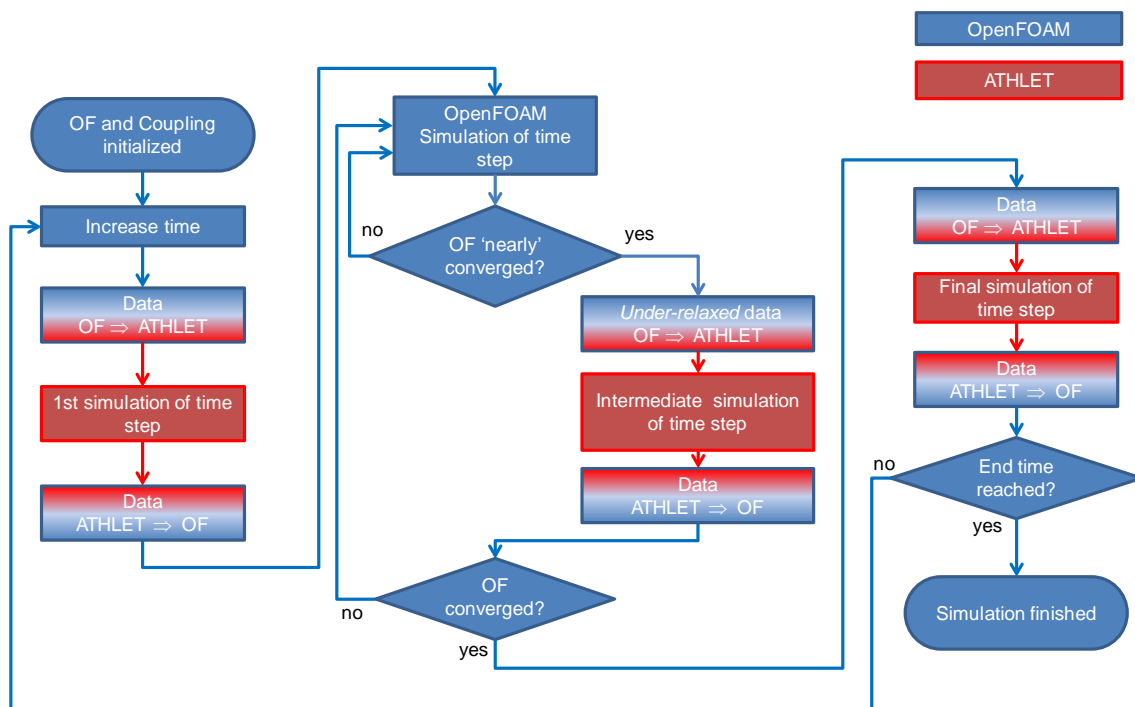 OpenFOAM
ATHLET
OF and Coupling
initialized
Increase time
Data
OF ⇒ ATHLET
1st simulation of time
step
Data
ATHLET ⇒ OF
OpenFOAM
Simulation of time
step
no
OF ‘nearly’
converged?
yes
Under-relaxed data
OF ⇒ ATHLET
Intermediate simulation
of time step
Data
ATHLET ⇒ OF
OF
converged?
no
yes
Data
OF ⇒ ATHLET
Final simulation of
time step
Data
ATHLET ⇒ OF
no
End time
reached?
yes
Simulation finished